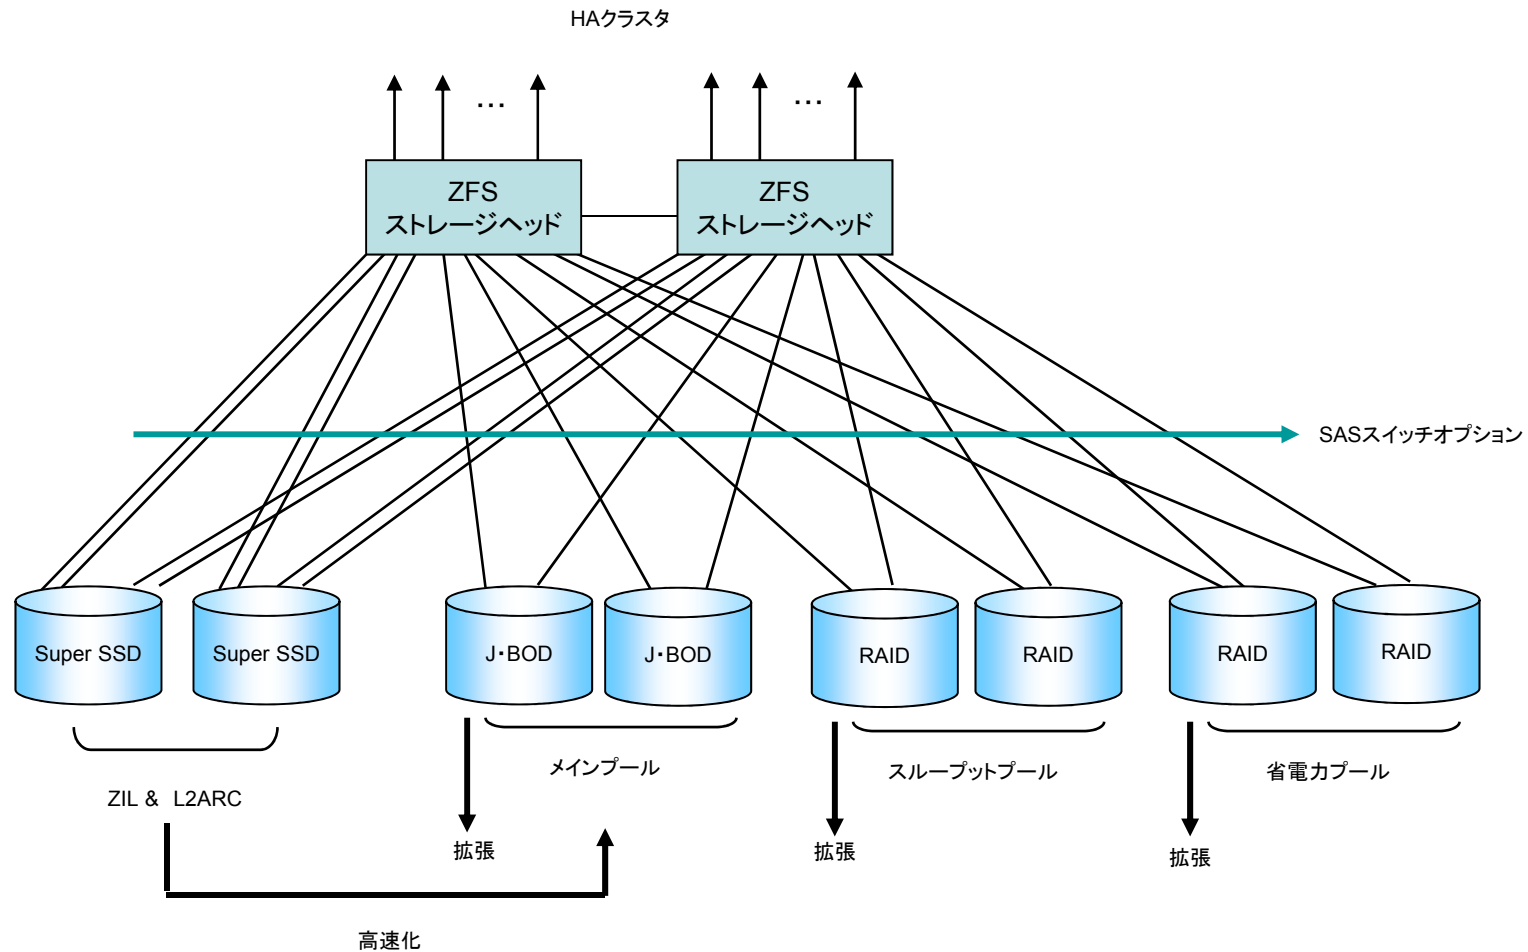 HAクラスタ
...
...
ZFS
ストレージヘッド
ZFS
ストレージヘッド
SASスイッチオプション
Super SSD
Super SSD
J・BOD
J・BOD
RAID
RAID
RAID
RAID
メインプール
スループットプール
省電力プール
ZIL & L2ARC
拡張
拡張
拡張
高速化